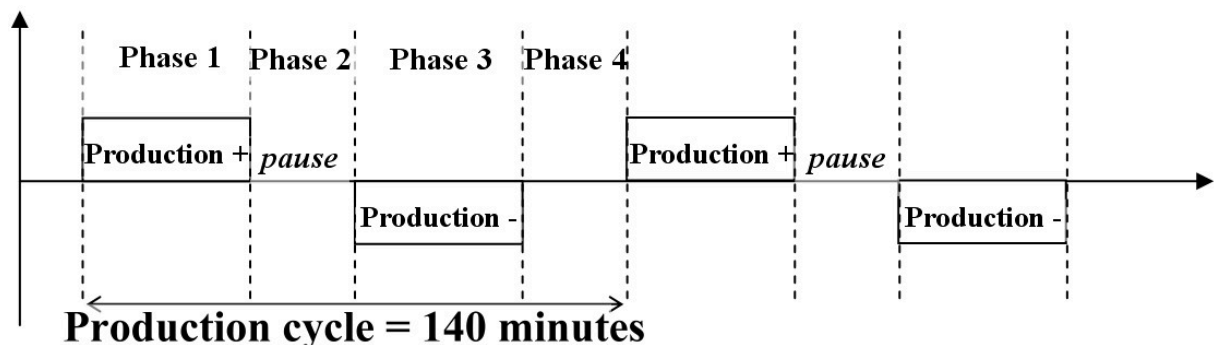 Phase 1 Phase 2 Phase 3 Phase 4
Production + pause Production + pause
Production - Production -
Production cycle = 140 minutes